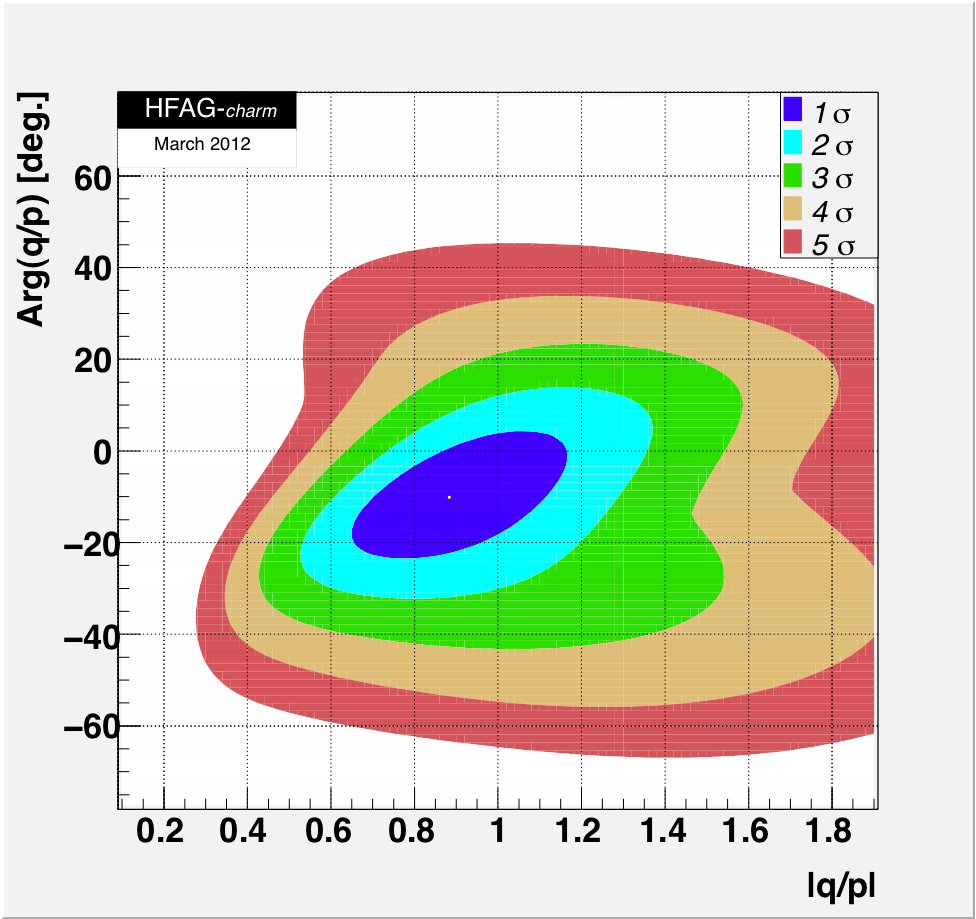 HFAG-charm
March 2012
1 σ
2 σ
3 σ
4 σ
5 σ
Arg(q/p) [deg.]
60
40
20
0
−20
−40
−60
0.2 0.4 0.6 0.8 1 1.2 1.4 1.6 1.8
|q/p|